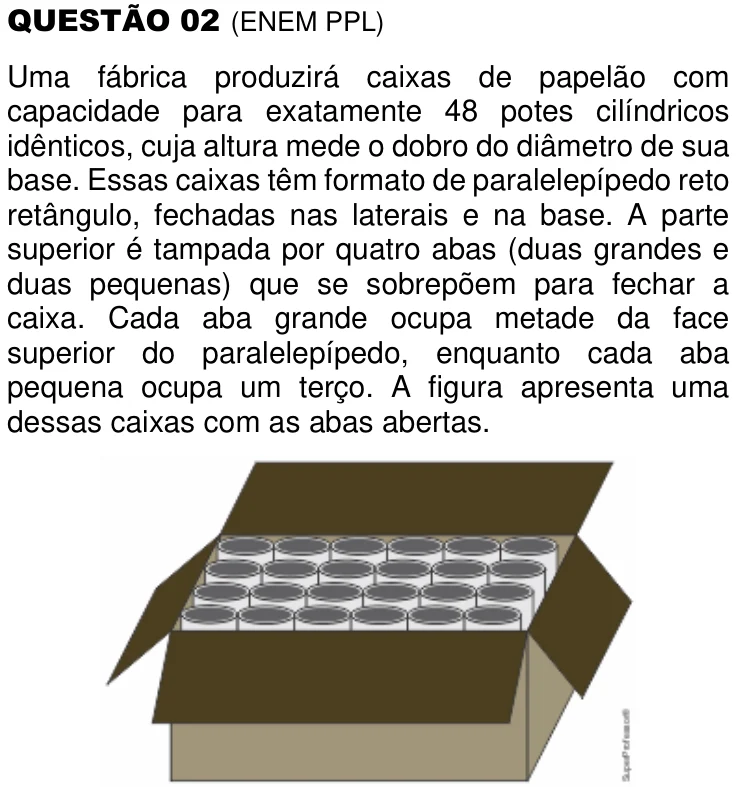 QUESTÃO 02 (ENEM PPL)
Uma fábrica produzirá caixas de papelão com
capacidade para exatamente 48 potes cilíndricos
idênticos, cuja altura mede o dobro do diâmetro de sua
base. Essas caixas têm formato de paralelepípedo reto
retângulo, fechadas nas laterais e na base. A parte
superior é tampada por quatro abas (duas grandes e
duas pequenas) que se sobrepõem para fechar a
caixa. Cada aba grande ocupa metade da face
superior do paralelepípedo, enquanto cada aba
pequena ocupa um terço. A figura apresenta uma
dessas caixas com as abas abertas.
SuperProfessor®